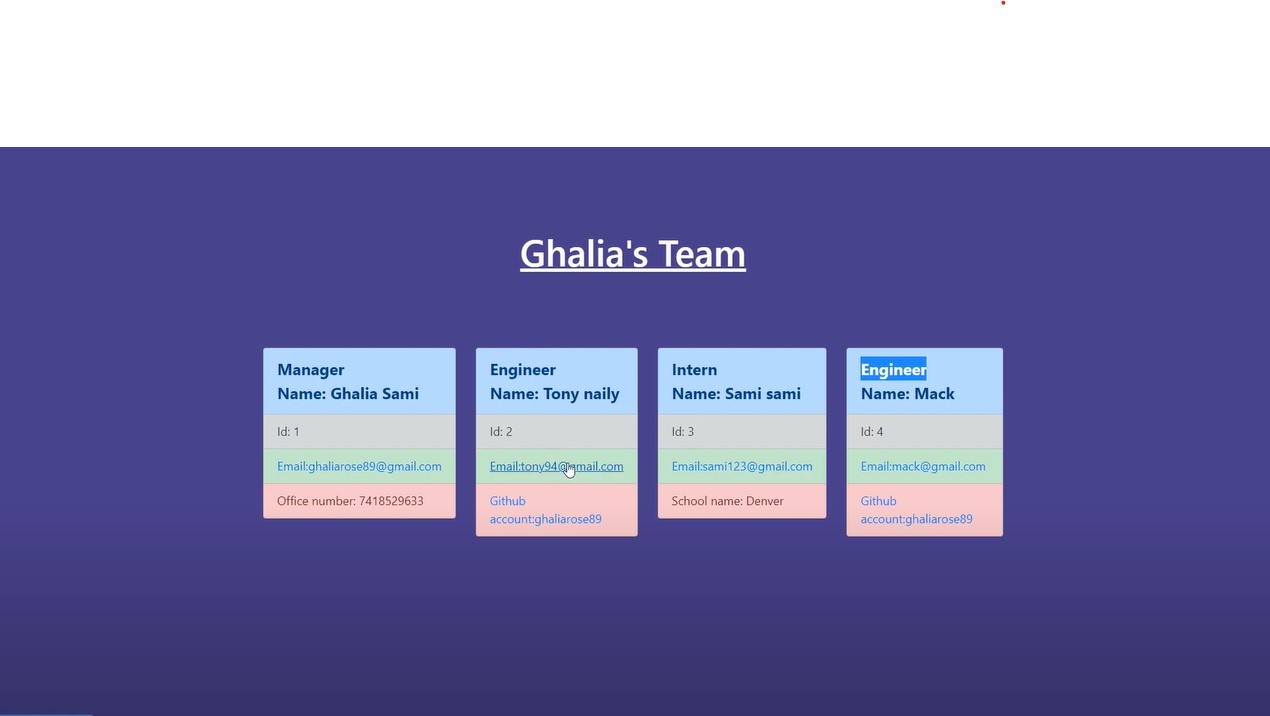 Ghalia's Team
Manager
Name: Ghalia Sami
Id: 1
Email:ghaliarose89@gmail.com
Office number: 7418529633
Engineer
Name: Tony naily
Id: 2
Email:tony94@gmail.com
Github
account:ghaliarose89
Intern
Name: Sami sami
Id: 3
Email:sami123@gmail.com
School name: Denver
Engineer
Name: Mack
Id: 4
Email:mack@gmail.com
Github
account:ghaliarose89